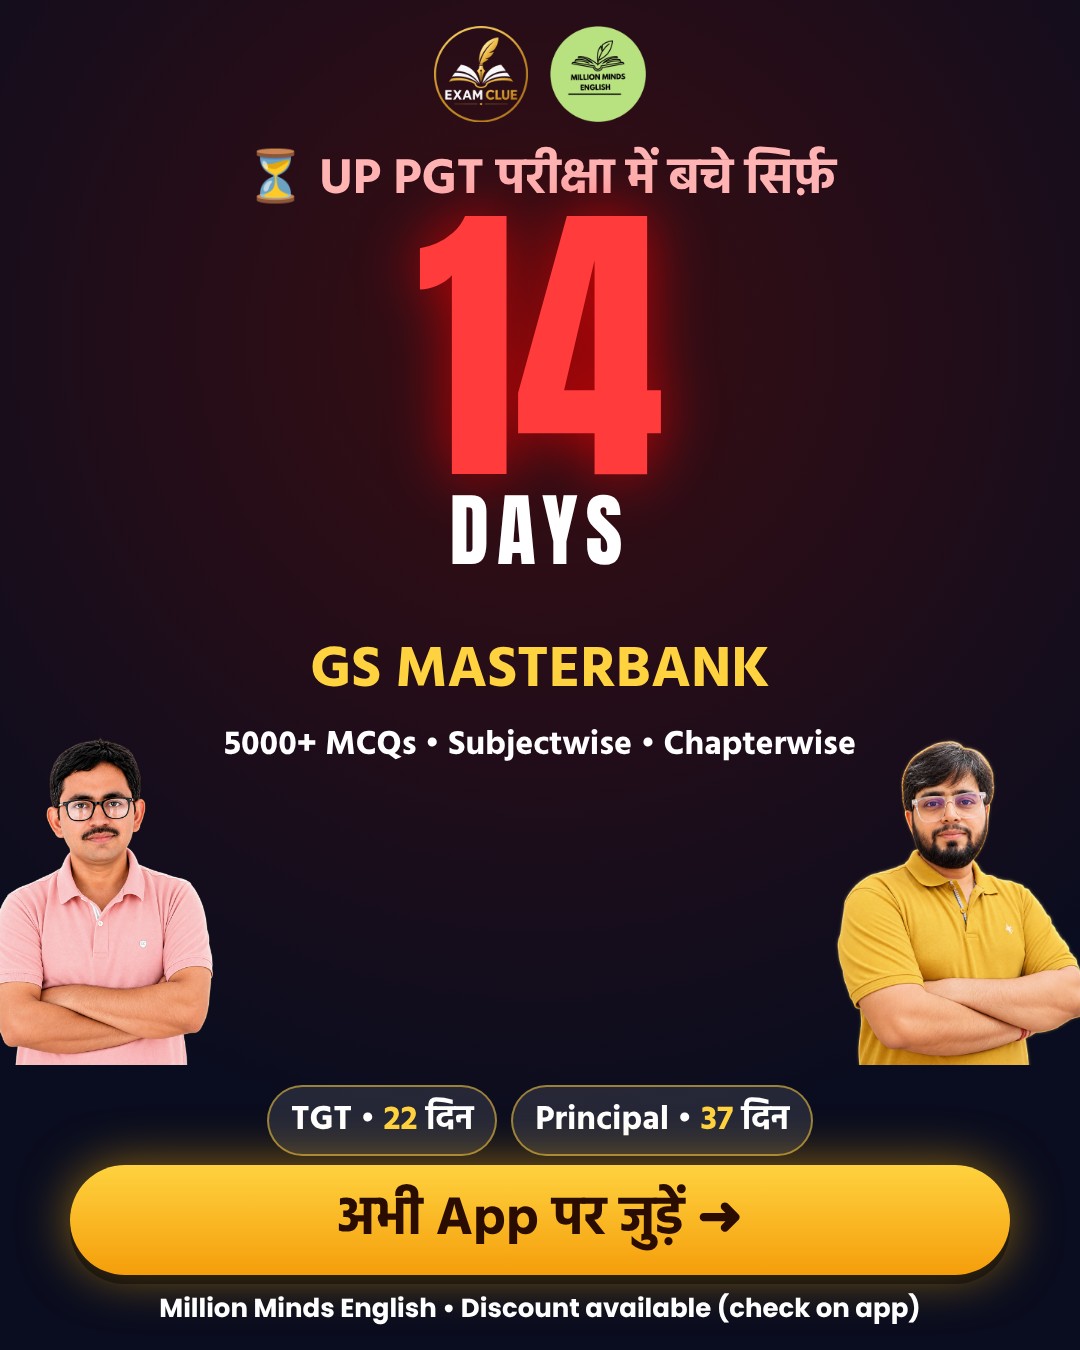 EXAM CLUE
MILLION MINDS
ENGLISH
⏳ UP PGT परीक्षा में बचे सिर्फ़
14
DAYS
GS MASTERBANK
5000+ MCQs • Subjectwise • Chapterwise
TGT • 22 दिन
Principal • 37 दिन
अभी App पर जुड़ें ➜
Million Minds English • Discount available (check on app)